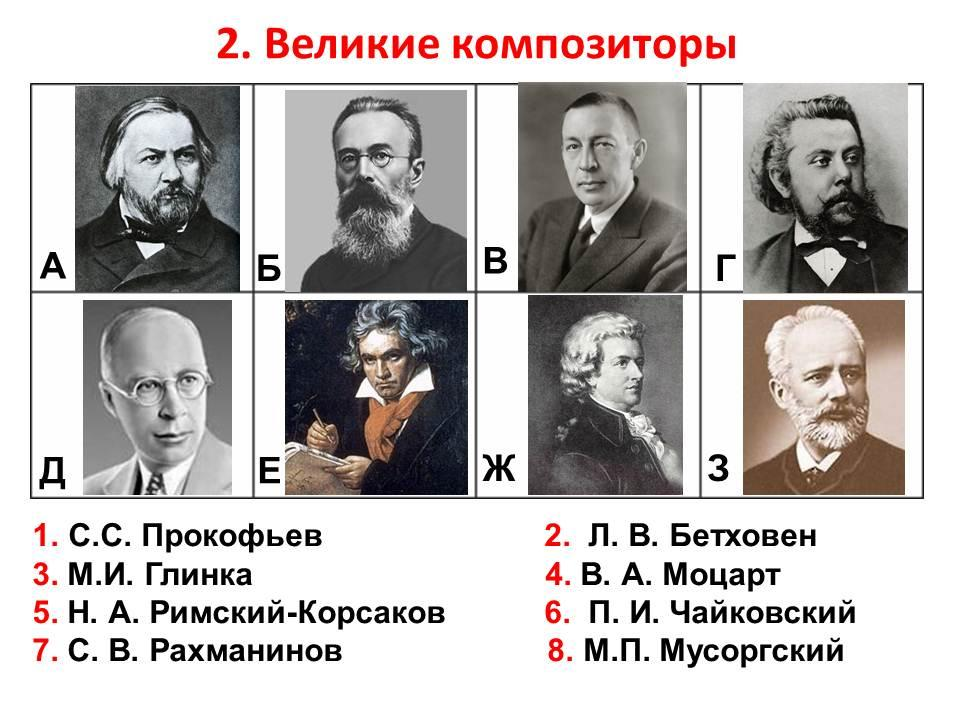 2. Великие композиторы
А Б В Г
Д Е Ж З
1. С.С. Прокофьев 2. Л. В. Бетховен
3. М.И. Глинка 4. В. А. Моцарт
5. Н. А. Римский-Корсаков 6. П. И. Чайковский
7. С. В. Рахманинов 8. М.П. Мусоргский